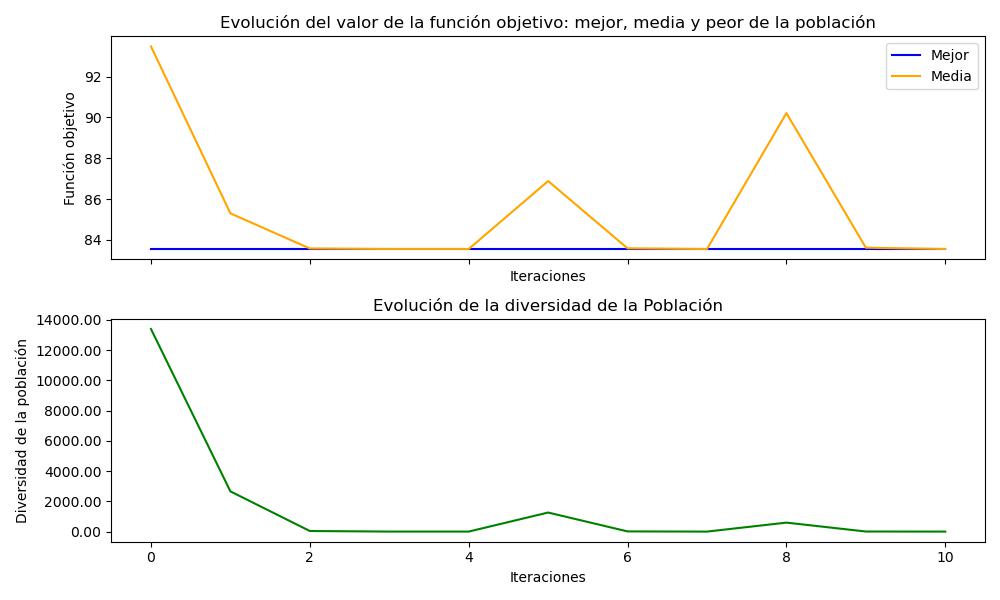 Evolución del valor de la función objetivo: mejor, media y peor de la población
Mejor
Media
92
90
88
86
84
Función objetivo
Iteraciones
Evolución de la diversidad de la Población
14000.00
12000.00
10000.00
8000.00
6000.00
4000.00
2000.00
0.00
Diversidad de la población
0 2 4 6 8 10
Iteraciones